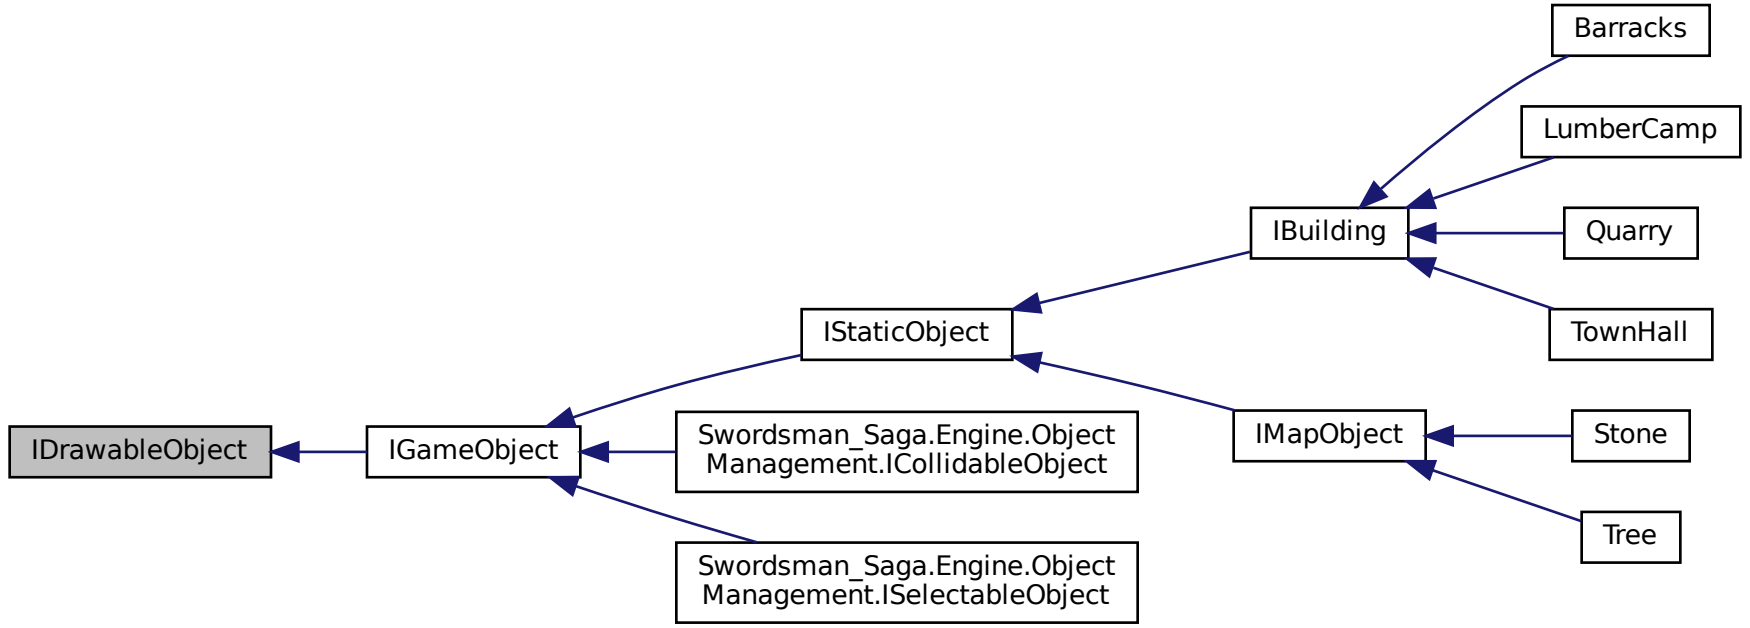 Barracks
LumberCamp
IBuilding
Quarry
IStaticObject
TownHall
IDrawableObject
IGameObject
Swordsman_Saga.Engine.Object
Management.ICollidableObject
IMapObject
Stone
Tree
Swordsman_Saga.Engine.Object
Management.ISelectableObject